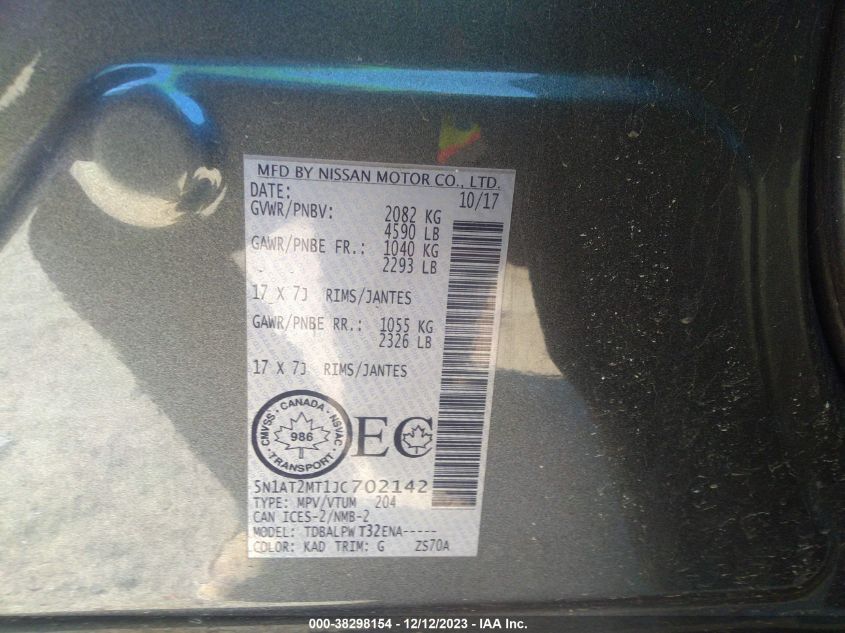 MFD BY NISSAN MOTOR CO., LTD.
DATE: 10/17
GVWR/PNBV: 2082 KG
4590 LB
GAWR/PNBE FR.: 1040 KG
2293 LB
17 X 7J RIMS/JANTES
GAWR/PNBE RR.: 1055 KG
2326 LB
17 X 7J RIMS/JANTES
CANADA
CMVSS 986 NSVAC
TRANSPORT
EC
5N1AT2MT1JC702142
TYPE: MPV/VTUM 204
CAN ICES-2/NMB-2
MODEL: TDBALPW T32ENA-----
COLOR: KAD TRIM: G ZS70A
000-38298154 - 12/12/2023 - IAA Inc.